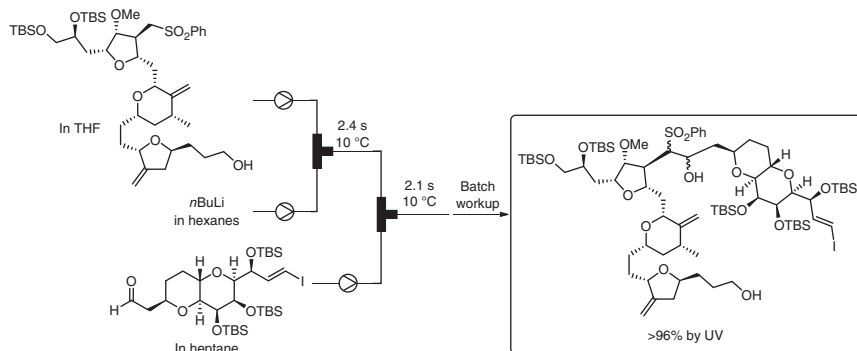 OMe
OTBS
TBSO
SO2Ph
O
O
In THF
O
OH
2.4 s
10 °C
nBuLi
in hexanes
2.1 s
10 °C
Batch
workup
OTBS
O
H
O
H
O
H
I
H
OTBS
OTBS
In heptane
SO2Ph
OTBS
OMe
TBSO
OH
O
O
H
O
H
O
H
OTBS
TBSO
OTBS
I
O
O
OH
>96% by UV